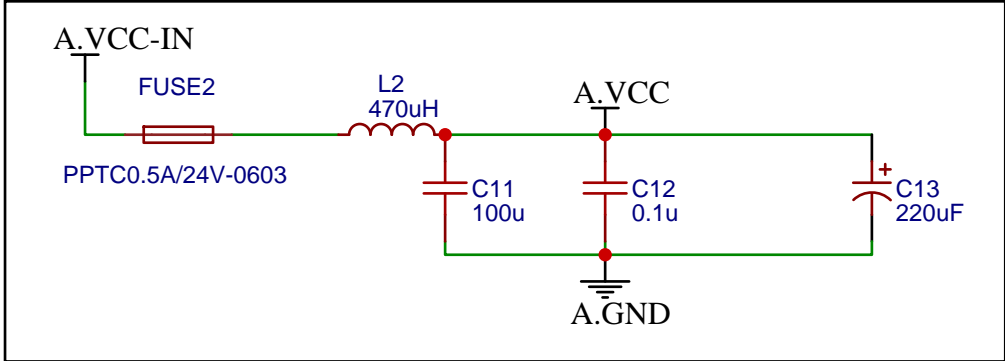 A.VCC-IN
FUSE2
PPTC0.5A/24V-0603
L2
470uH
A.VCC
C11
100u
C12
0.1u
+
C13
220uF
A.GND